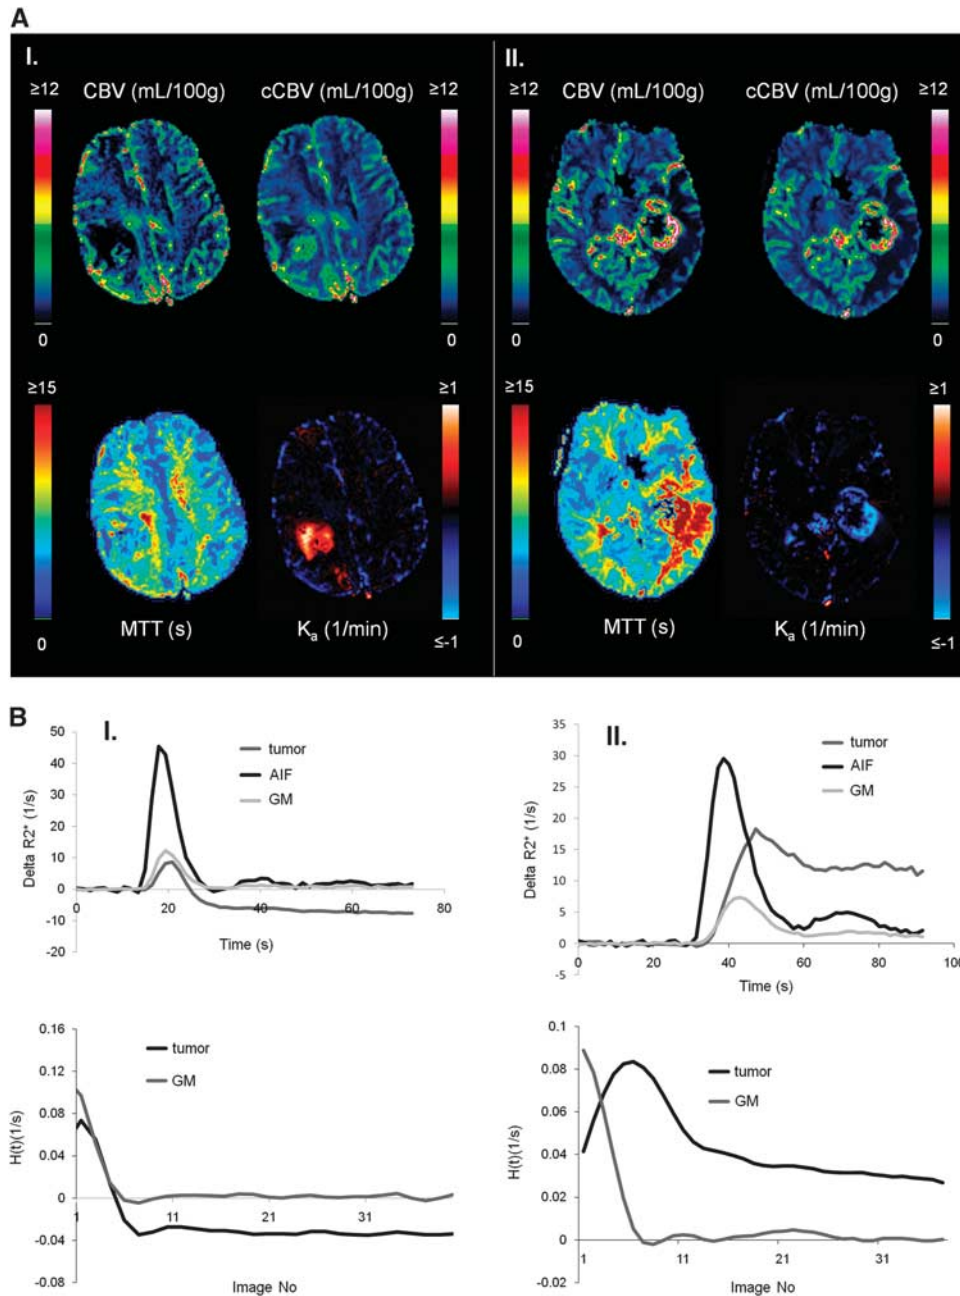 A
I.
II.
≥12 CBV (mL/100g) cCBV (mL/100g) ≥12
≥12 CBV (mL/100g) cCBV (mL/100g) ≥12
0 0
0 0
≥15 ≥1
≥15 ≥1
0 MTT (s) Ka (1/min) ≤-1
0 MTT (s) Ka (1/min) ≤-1
B
I.
Delta R2* (1/s)
50
40
30
20
10
0
-10
-20
tumor
AIF
GM
0 20 40 60 80
Time (s)
II.
Delta R2* (1/s)
35
30
25
20
15
10
5
0
-5
tumor
AIF
GM
0 20 40 60 80 100
Time (s)
H(t)(1/s)
0.16
0.12
0.08
0.04
0
-0.04
-0.08
tumor
GM
1 11 21 31
Image No
H(t)(1/s)
0.1
0.08
0.06
0.04
0.02
0
-0.02
tumor
GM
1 11 21 31
Image No